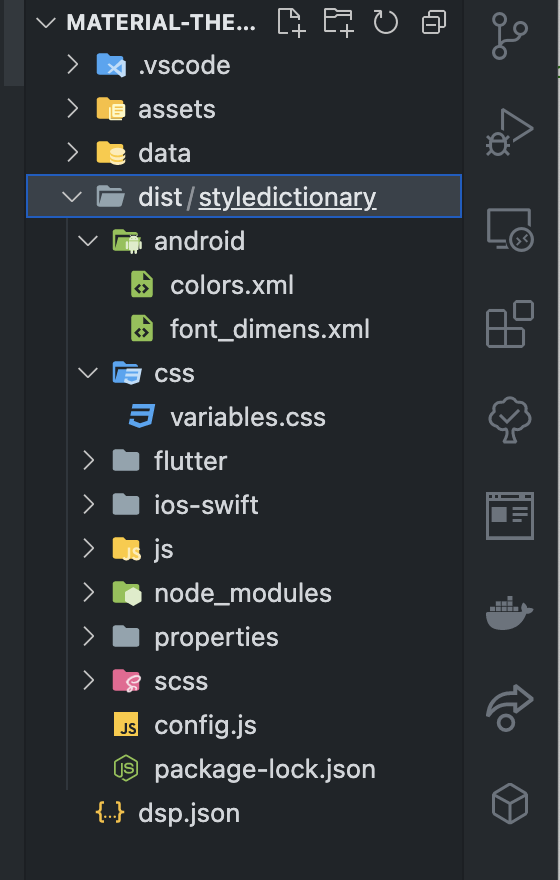 MATERIAL-THE...
.vscode
assets
data
dist/styledictionary
android
colors.xml
font_dimens.xml
css
variables.css
flutter
ios-swift
js
node_modules
properties
scss
config.js
package-lock.json
dsp.json